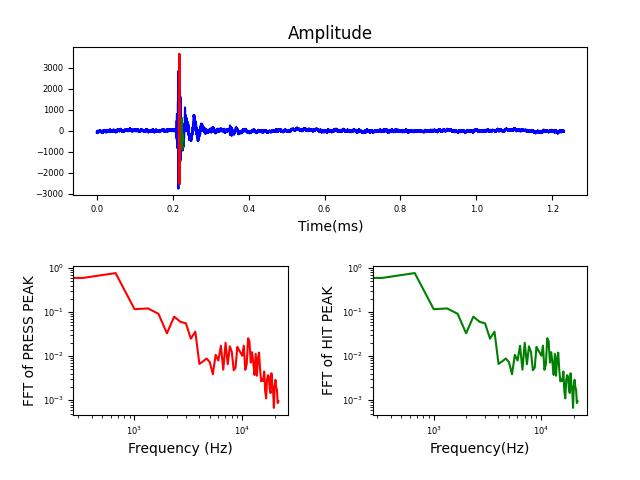 Amplitude
3000
2000
1000
0
−1000
−2000
−3000
0.0 0.2 0.4 0.6 0.8 1.0 1.2
Time(ms)
FFT of PRESS PEAK
10⁰
10⁻¹
10⁻²
10⁻³
10³ 10⁴
Frequency (Hz)
FFT of HIT PEAK
10⁰
10⁻¹
10⁻²
10⁻³
10³ 10⁴
Frequency(Hz)